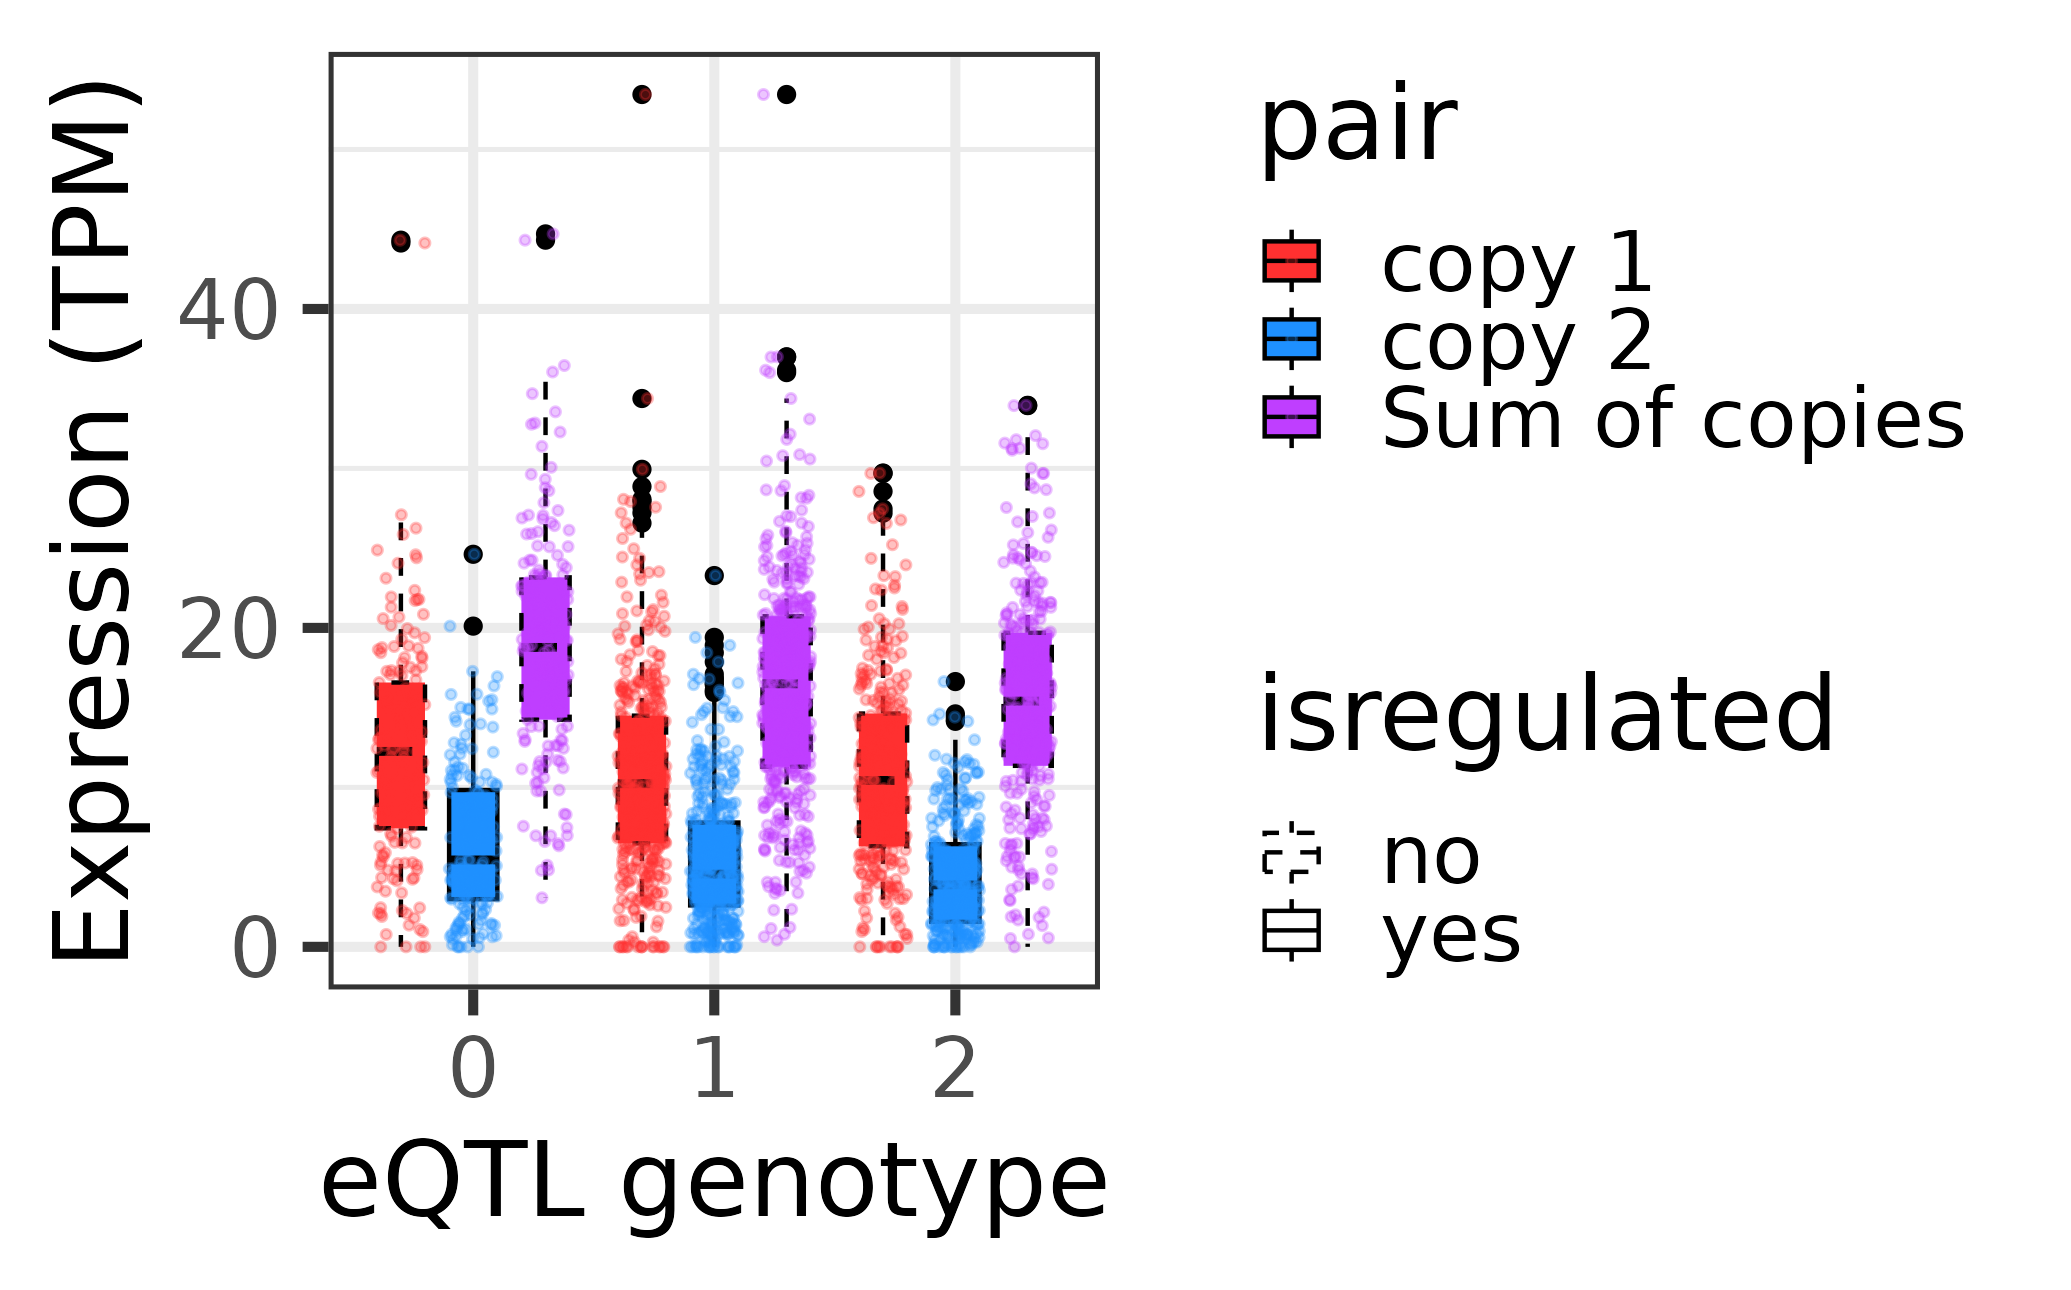 Expression (TPM)
40
20
0
0 1 2
eQTL genotype
pair
copy 1
copy 2
Sum of copies
isregulated
no
yes